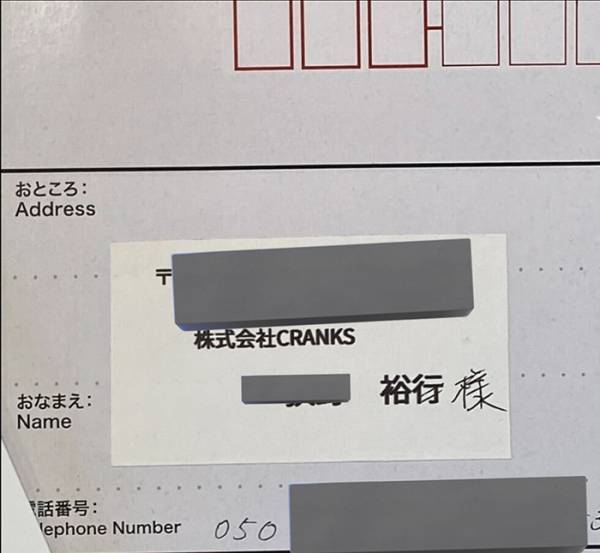 おところ:
Address
〒
株式会社CRANKS
おなまえ:
Name
裕行 様
話番号:
ephone Number 050